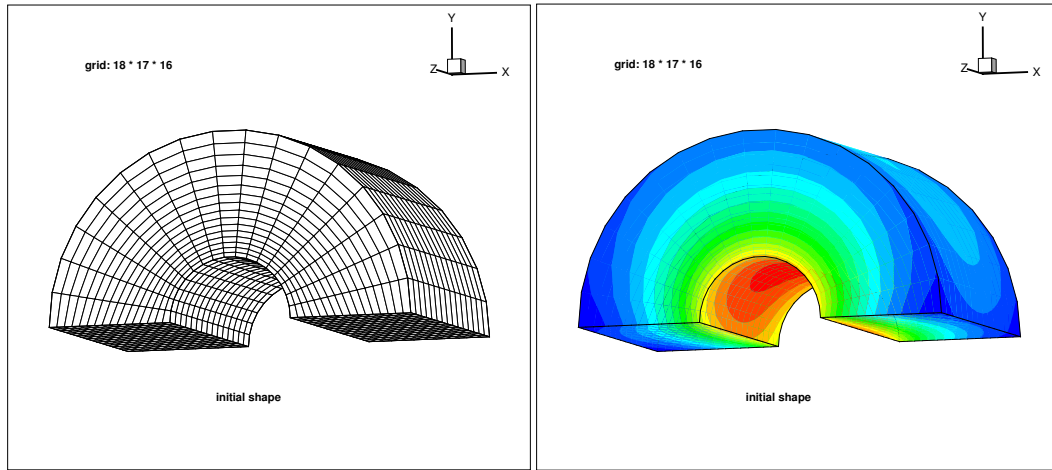 Y
Z
X
grid: 18 * 17 * 16
initial shape
Y
Z
X
grid: 18 * 17 * 16
initial shape